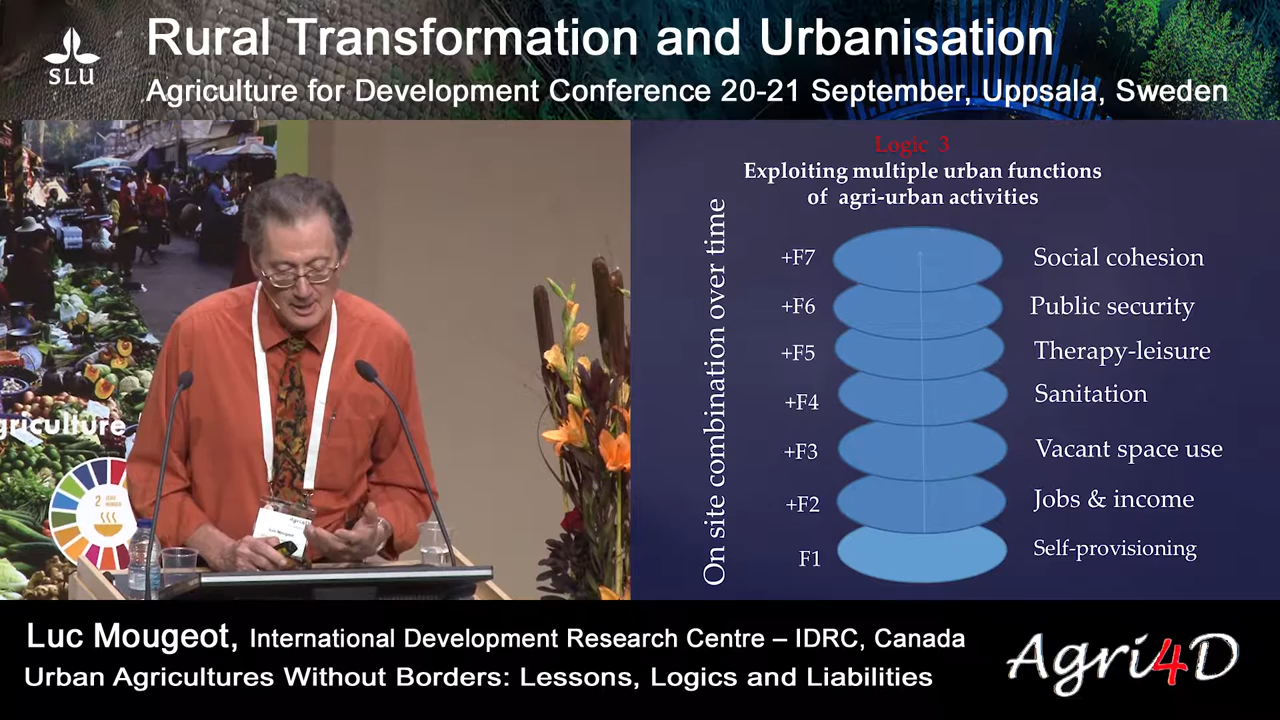 SLU
Rural Transformation and Urbanisation
Agriculture for Development Conference 20-21 September, Uppsala, Sweden
griculture
2
Logic 3
Exploiting multiple urban functions
of agri-urban activities
On site combination over time
+F7 Social cohesion
+F6 Public security
+F5 Therapy-leisure
+F4 Sanitation
+F3 Vacant space use
+F2 Jobs & income
F1 Self-provisioning
Luc Mougeot, International Development Research Centre – IDRC, Canada
Urban Agricultures Without Borders: Lessons, Logics and Liabilities
Agri4D